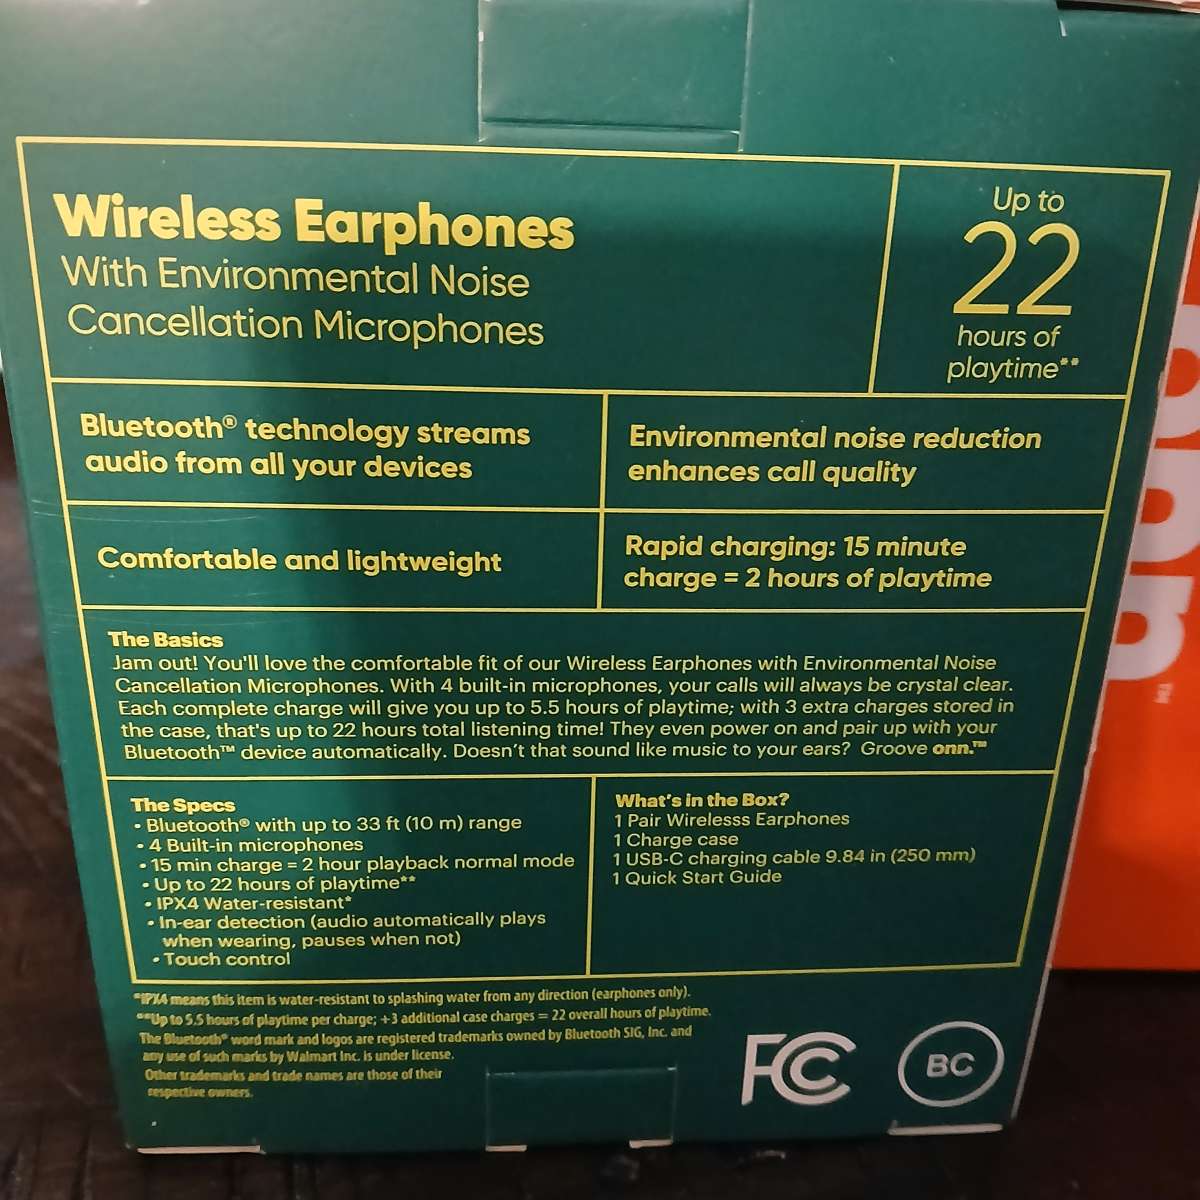 Wireless Earphones
With Environmental Noise
Cancellation Microphones
Up to
22
hours of
playtime**
Bluetooth® technology streams
audio from all your devices
Environmental noise reduction
enhances call quality
Comfortable and lightweight
Rapid charging: 15 minute
charge = 2 hours of playtime
The Basics
Jam out! You'll love the comfortable fit of our Wireless Earphones with Environmental Noise
Cancellation Microphones. With 4 built-in microphones, your calls will always be crystal clear.
Each complete charge will give you up to 5.5 hours of playtime; with 3 extra charges stored in
the case, that's up to 22 hours total listening time! They even power on and pair up with your
Bluetooth™ device automatically. Doesn't that sound like music to your ears? Groove onn.™
The Specs
• Bluetooth® with up to 33 ft (10 m) range
• 4 Built-in microphones
• 15 min charge = 2 hour playback normal mode
• Up to 22 hours of playtime**
• IPX4 Water-resistant*
• In-ear detection (audio automatically plays
when wearing, pauses when not)
• Touch control
What's in the Box?
1 Pair Wirelesss Earphones
1 Charge case
1 USB-C charging cable 9.84 in (250 mm)
1 Quick Start Guide
*IPX4 means this item is water-resistant to splashing water from any direction (earphones only).
**Up to 5.5 hours of playtime per charge; +3 additional case charges = 22 overall hours of playtime.
The Bluetooth® word mark and logos are registered trademarks owned by Bluetooth SIG, Inc. and
any use of such marks by Walmart Inc. is under license.
Other trademarks and trade names are those of their
respective owners.
FC
BC